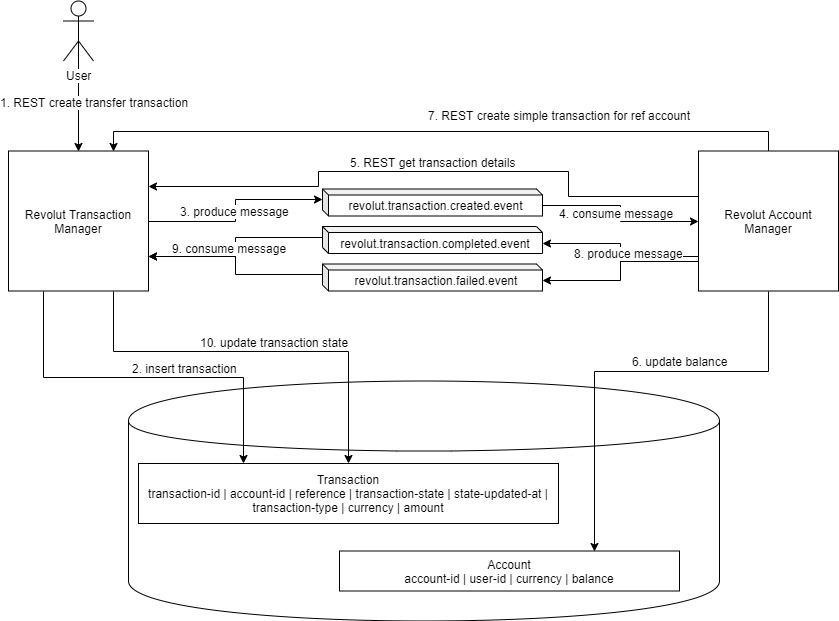 User
1. REST create transfer transaction
7. REST create simple transaction for ref account
5. REST get transaction details
Revolut Transaction
Manager
3. produce message
revolut.transaction.created.event
4. consume message
Revolut Account
Manager
9. consume message
revolut.transaction.completed.event
8. produce message
revolut.transaction.failed.event
10. update transaction state
2. insert transaction
6. update balance
Transaction
transaction-id | account-id | reference | transaction-state | state-updated-at |
transaction-type | currency | amount
Account
account-id | user-id | currency | balance